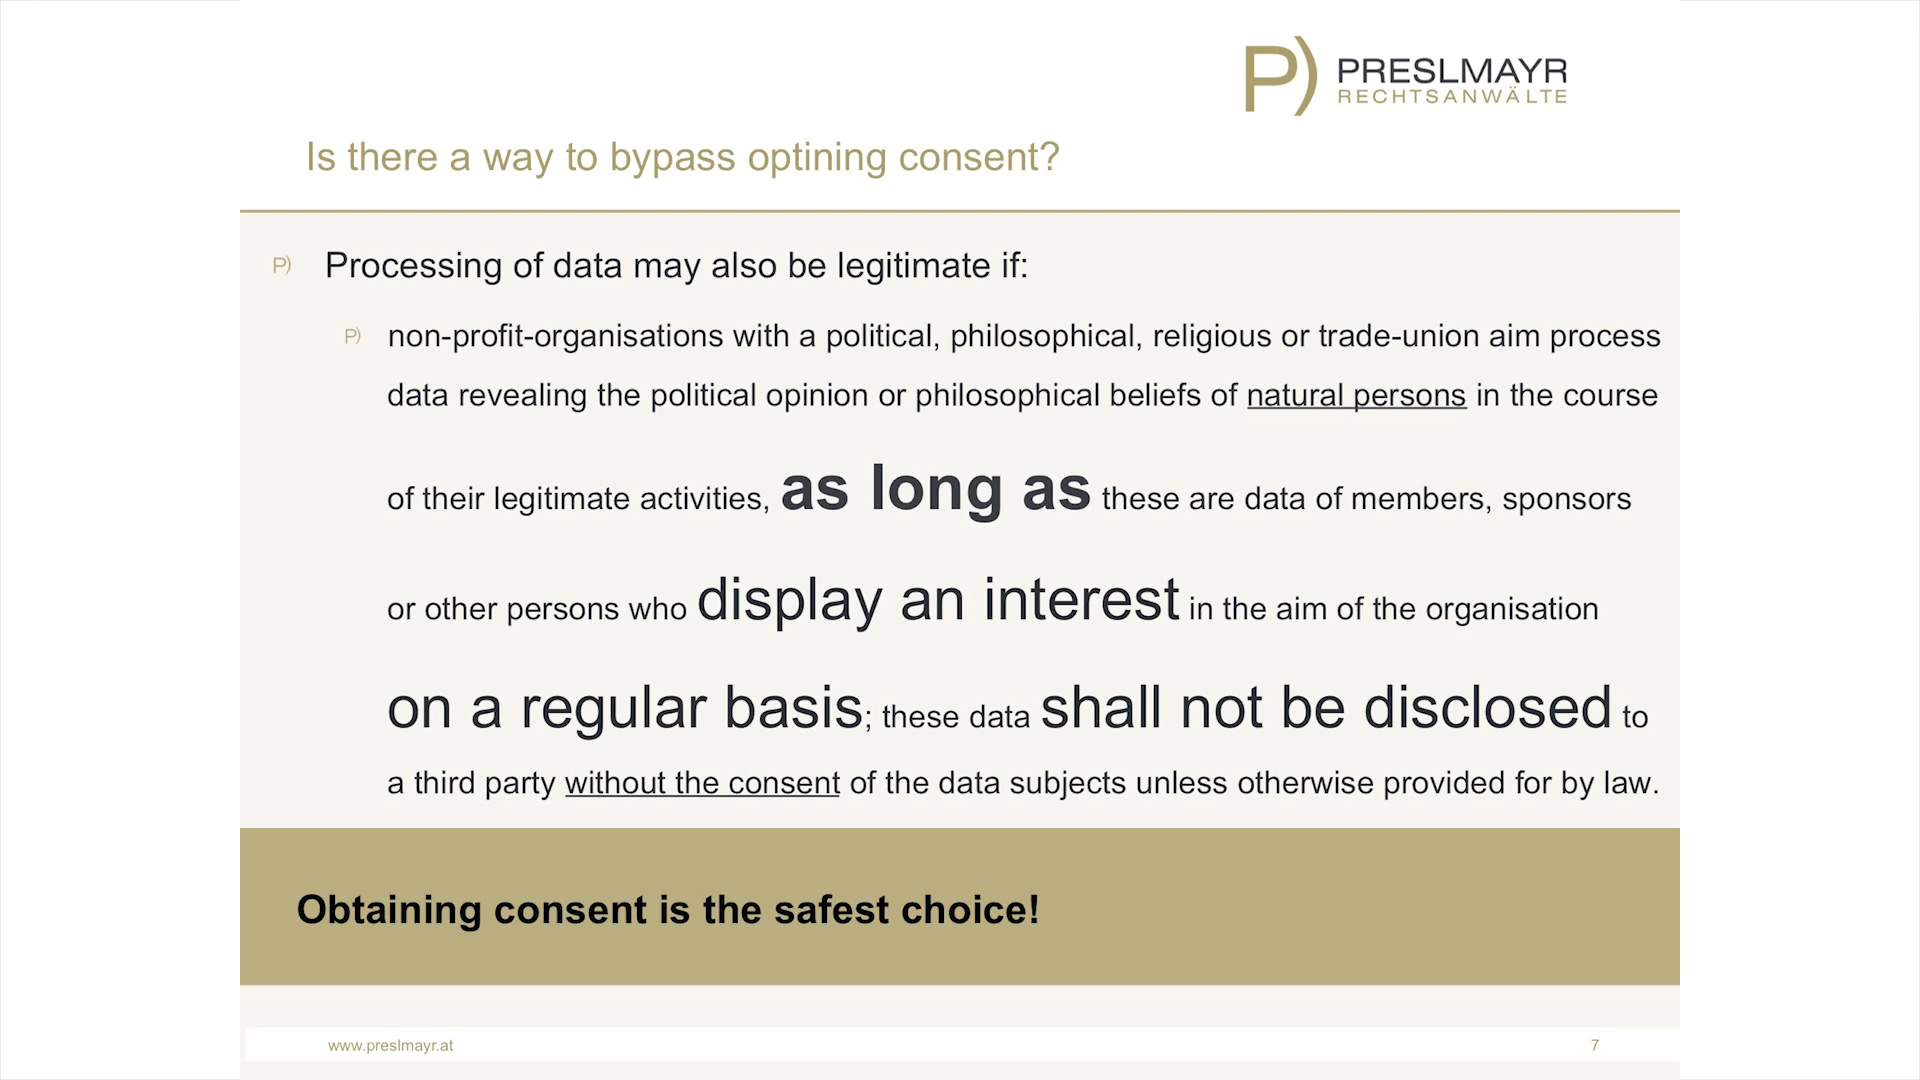 P) PRESLMAYR
RECHTSANWÄLTE
Is there a way to bypass optining consent?
P) Processing of data may also be legitimate if:
P) non-profit-organisations with a political, philosophical, religious or trade-union aim process
data revealing the political opinion or philosophical beliefs of natural persons in the course
of their legitimate activities, as long as these are data of members, sponsors
or other persons who display an interest in the aim of the organisation
on a regular basis; these data shall not be disclosed to
a third party without the consent of the data subjects unless otherwise provided for by law.
Obtaining consent is the safest choice!
www.preslmayr.at 7